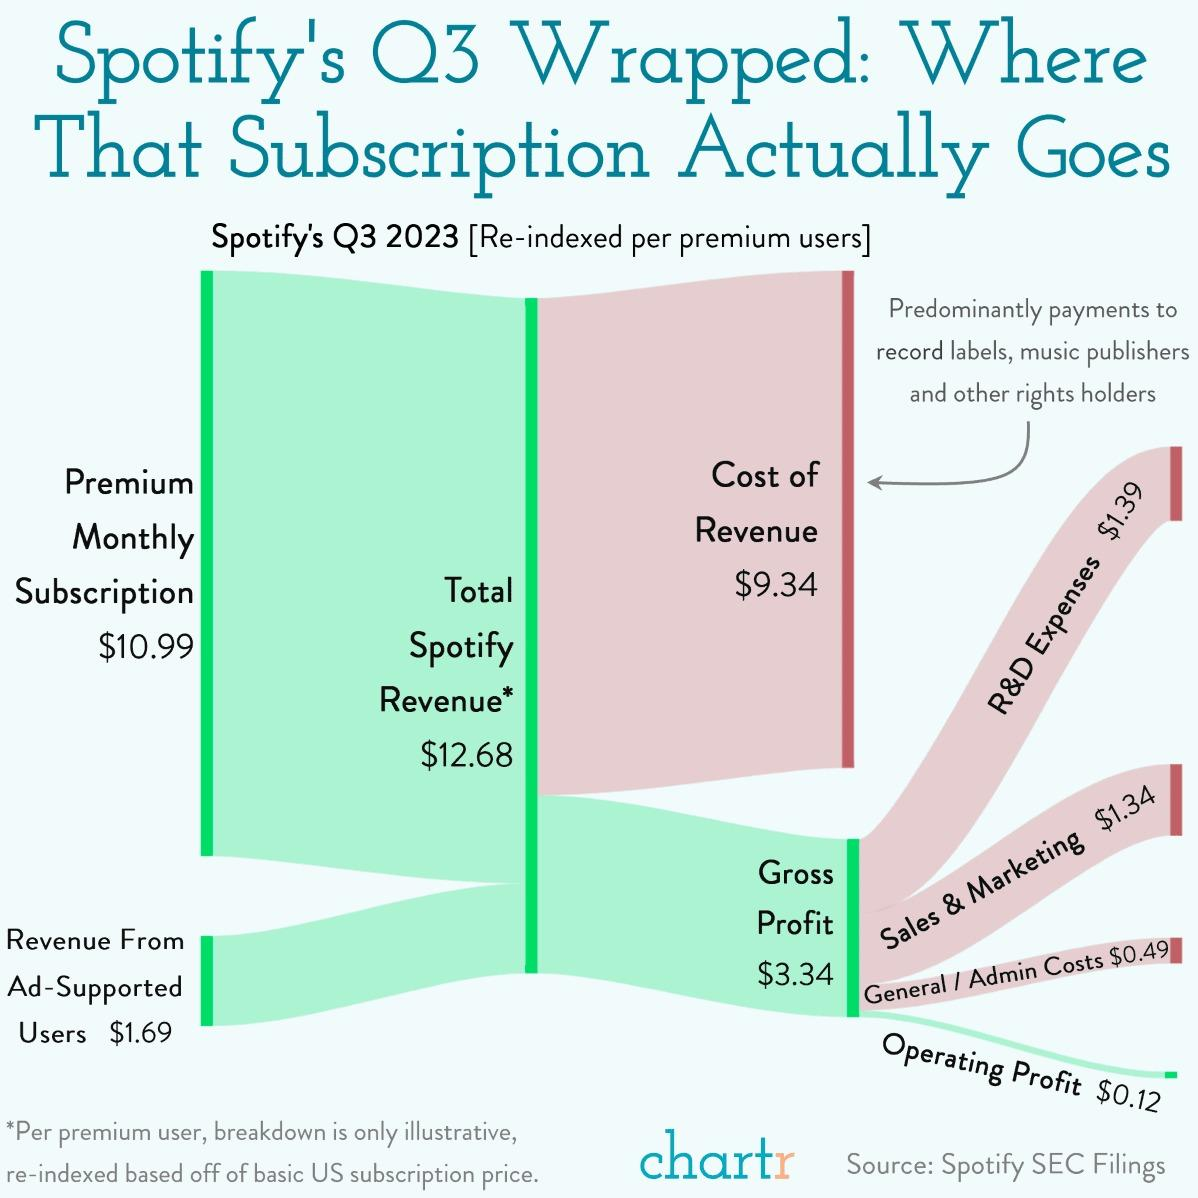 Spotify's Q3 Wrapped: Where
That Subscription Actually Goes
Spotify's Q3 2023 [Re-indexed per premium users]
Predominantly payments to
record labels, music publishers
and other rights holders
Premium
Monthly
Subscription
$10.99
Total
Spotify
Revenue*
$12.68
Cost of
Revenue
$9.34
R&D Expenses $1.39
Sales & Marketing $1.34
Gross
Profit
$3.34
General / Admin Costs $0.49
Operating Profit $0.12
Revenue From
Ad-Supported
Users $1.69
*Per premium user, breakdown is only illustrative,
re-indexed based off of basic US subscription price.
chartr
Source: Spotify SEC Filings